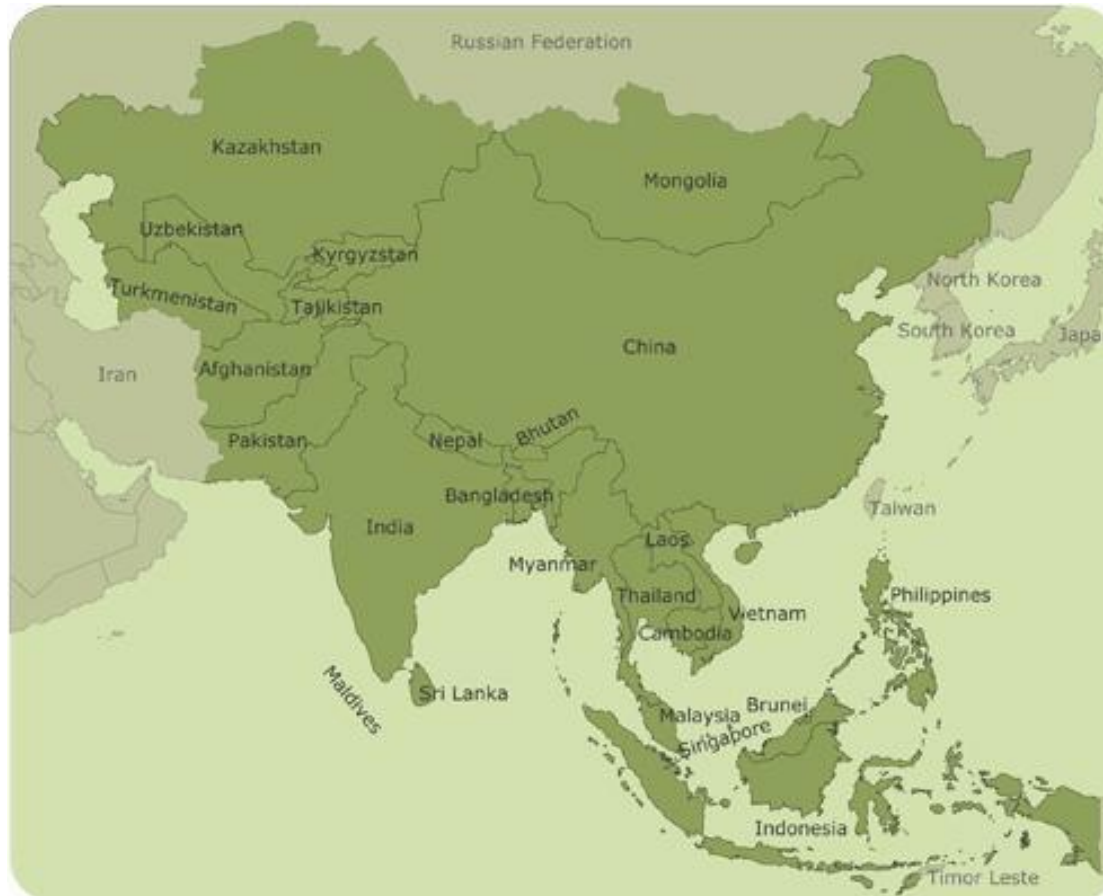 Russian Federation
Kazakhstan
Mongolia
Uzbekistan
Kyrgyzstan
North Korea
Turkmenistan
Tajikistan
South Korea
Japa
China
Iran
Afghanistan
Pakistan
Nepal
Bhutan
Bangladesh
Taiwan
India
Laos
Myanmar
Thailand
Philippines
Vietnam
Cambodia
Maldives
Sri Lanka
Brunei
Malaysia
Singapore
Indonesia
Timor Leste